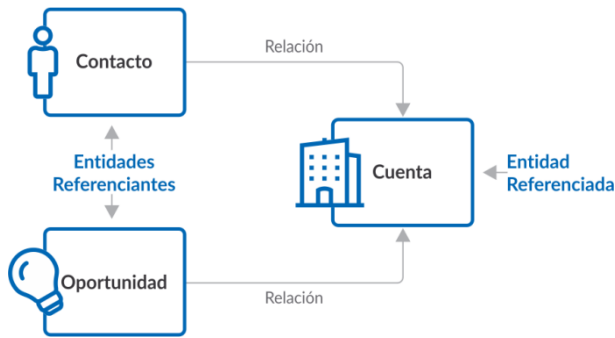 Contacto
Relación
Entidades
Referenciantes
Cuenta
Entidad
Referenciada
Oportunidad
Relación